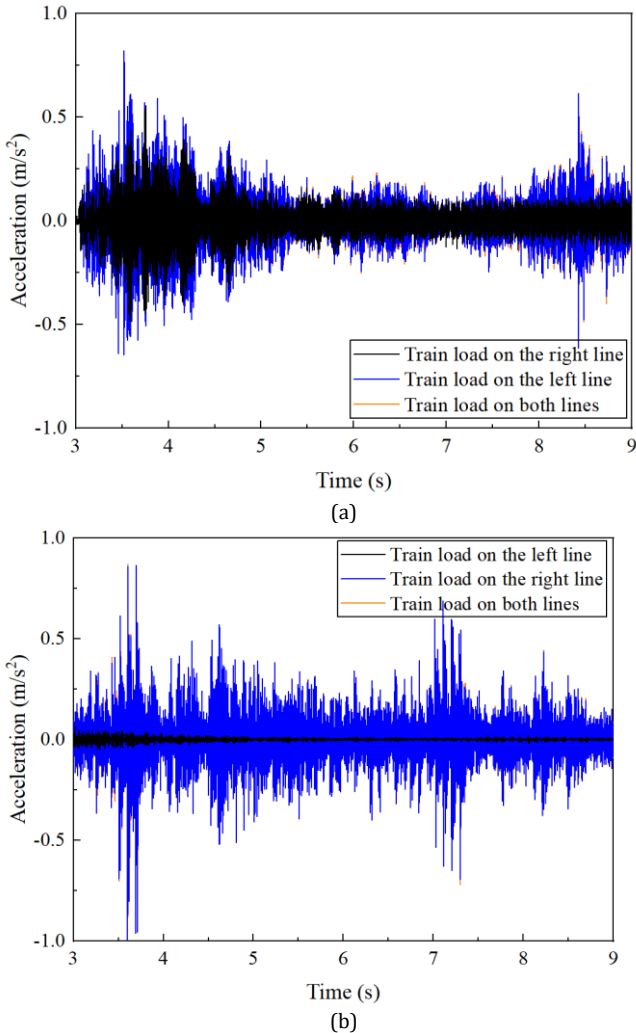 1.0
0.5
0.0
-0.5
-1.0
Acceleration (m/s²)
Train load on the right line
Train load on the left line
Train load on both lines
3 4 5 6 7 8 9
Time (s)
(a)
1.0
0.5
0.0
-0.5
-1.0
Acceleration (m/s²)
Train load on the left line
Train load on the right line
Train load on both lines
3 4 5 6 7 8 9
Time (s)
(b)